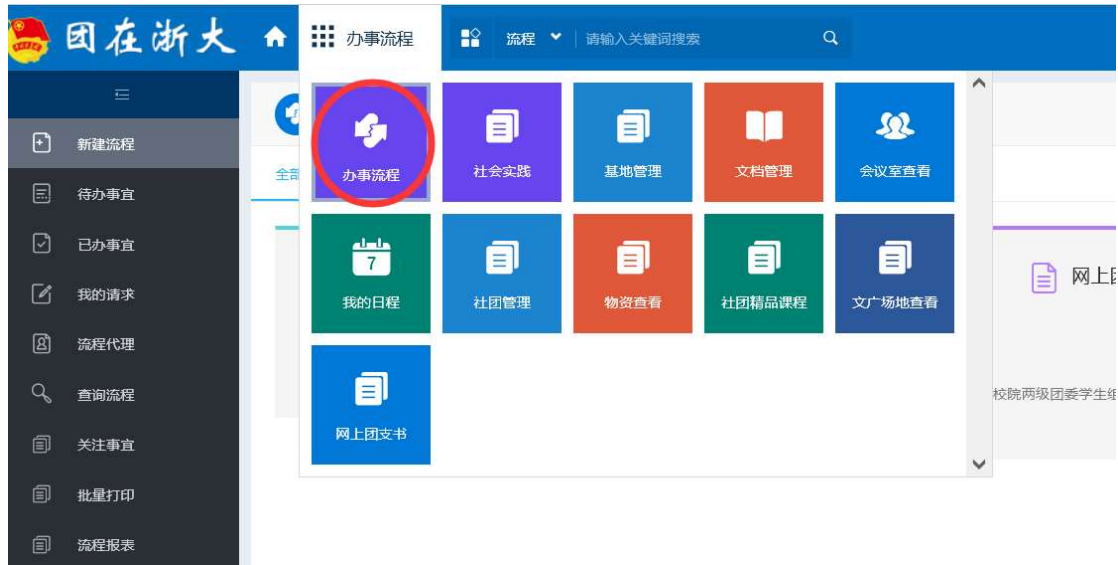 团在浙大
办事流程
流程
请输入关键词搜索
新建流程
待办事宜
已办事宜
我的请求
流程代理
查询流程
关注事宜
批量打印
流程报表
全部
办事流程
社会实践
基地管理
文档管理
会议室查看
7
我的日程
社团管理
物资查看
社团精品课程
文广场地查看
网上团支书
网上团
校院两级团委学生组